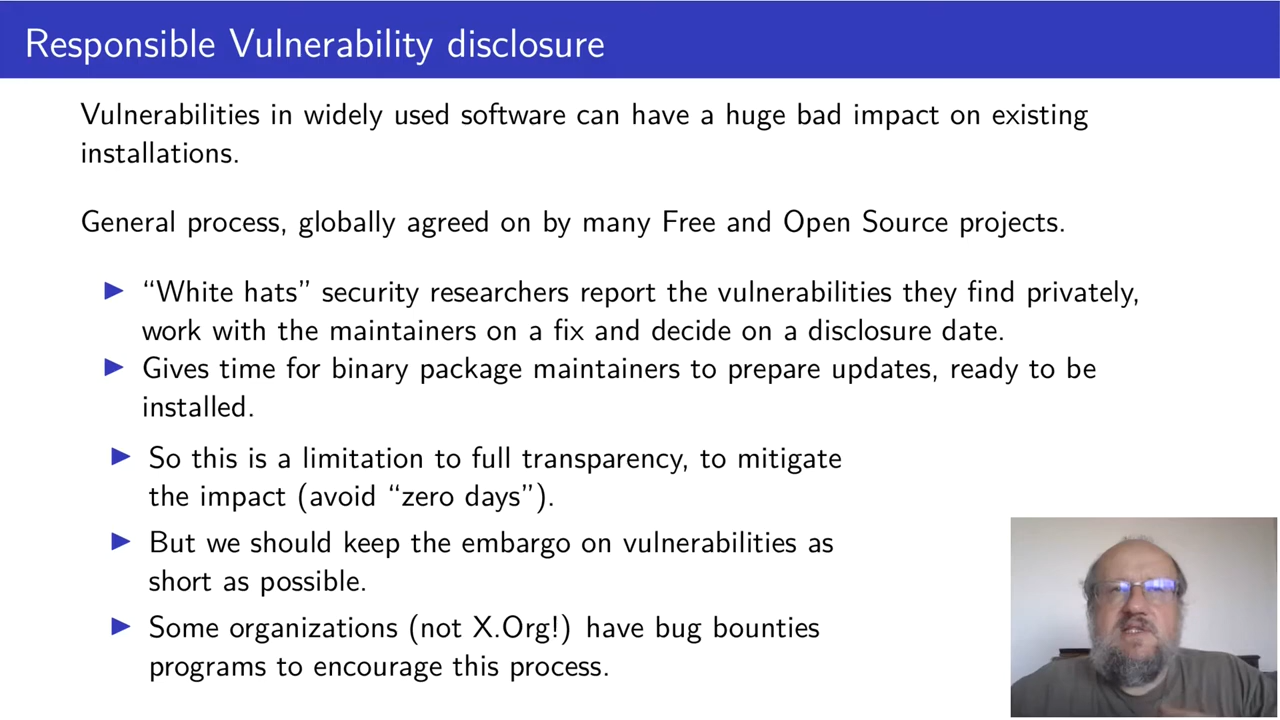 Responsible Vulnerability disclosure
Vulnerabilities in widely used software can have a huge bad impact on existing
installations.
General process, globally agreed on by many Free and Open Source projects.
“White hats” security researchers report the vulnerabilities they find privately,
work with the maintainers on a fix and decide on a disclosure date.
Gives time for binary package maintainers to prepare updates, ready to be
installed.
So this is a limitation to full transparency, to mitigate
the impact (avoid “zero days”).
But we should keep the embargo on vulnerabilities as
short as possible.
Some organizations (not X.Org!) have bug bounties
programs to encourage this process.